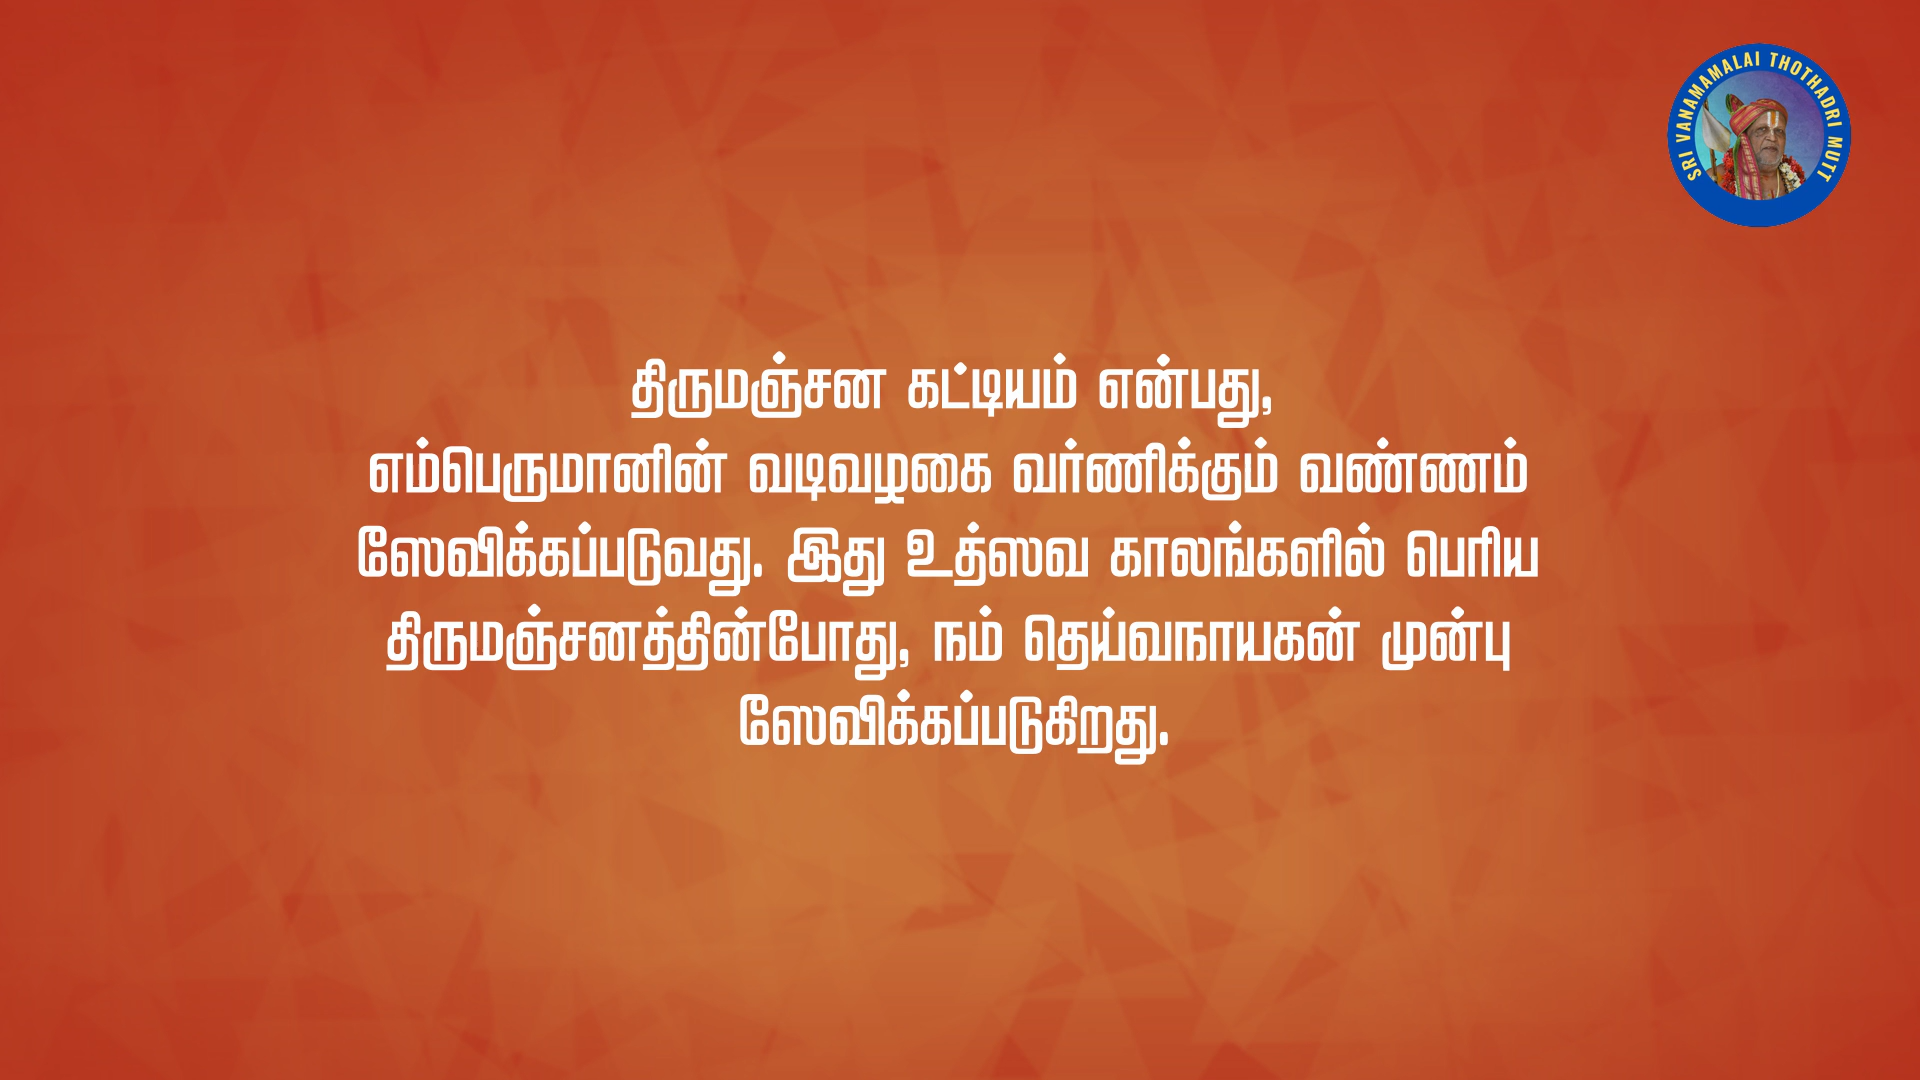 SRI VANAMAMALAI THOTHADRI MUTT
திருமஞ்சன கட்டியம் என்பது,
எம்பெருமானின் வடிவழகை வர்ணிக்கும் வண்ணம்
ஸேவிக்கப்படுவது. இது உத்ஸவ காலங்களில் பெரிய
திருமஞ்சனத்தின்போது, நம் தெய்வநாயகன் முன்பு
ஸேவிக்கப்படுகிறது.